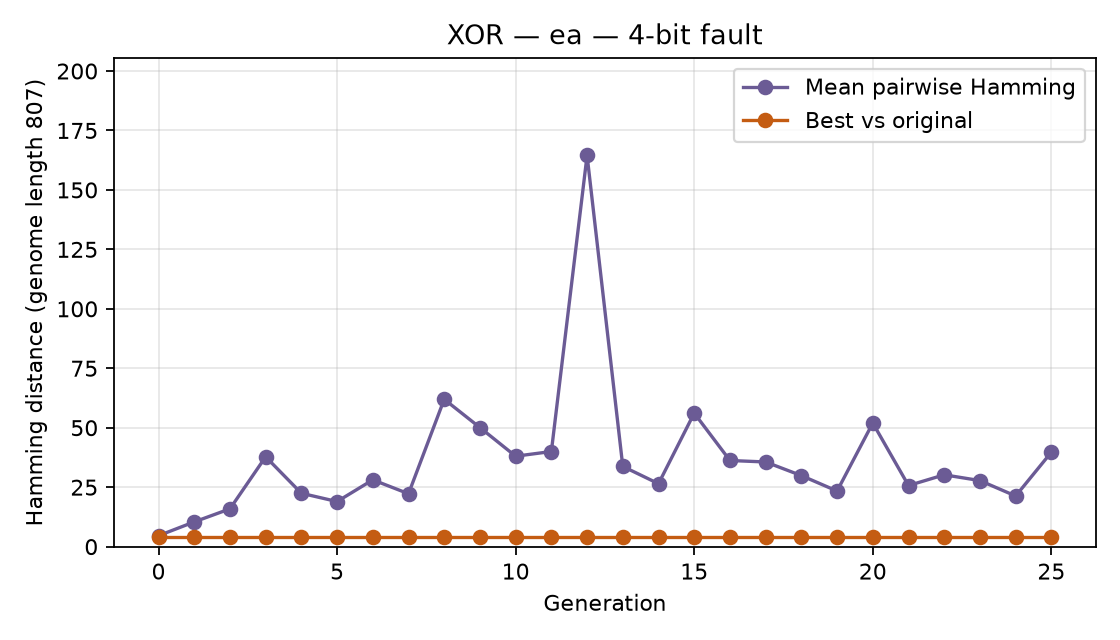 XOR — ea — 4-bit fault
Hamming distance (genome length 807)
200
175
150
125
100
75
50
25
0
Mean pairwise Hamming
Best vs original
0 5 10 15 20 25
Generation